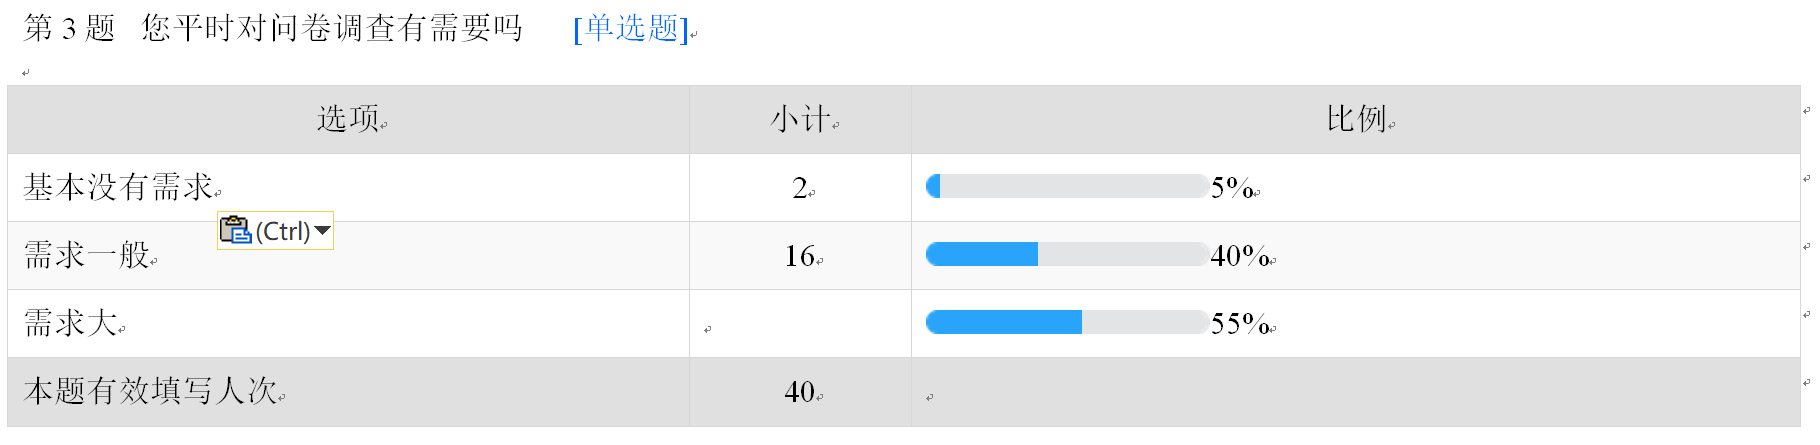 第 3 题 您平时对问卷调查有需要吗 [单选题]
选项 小计 比例
基本没有需求 2 5%
(Ctrl)
需求一般 16 40%
需求大 55%
本题有效填写人次 40